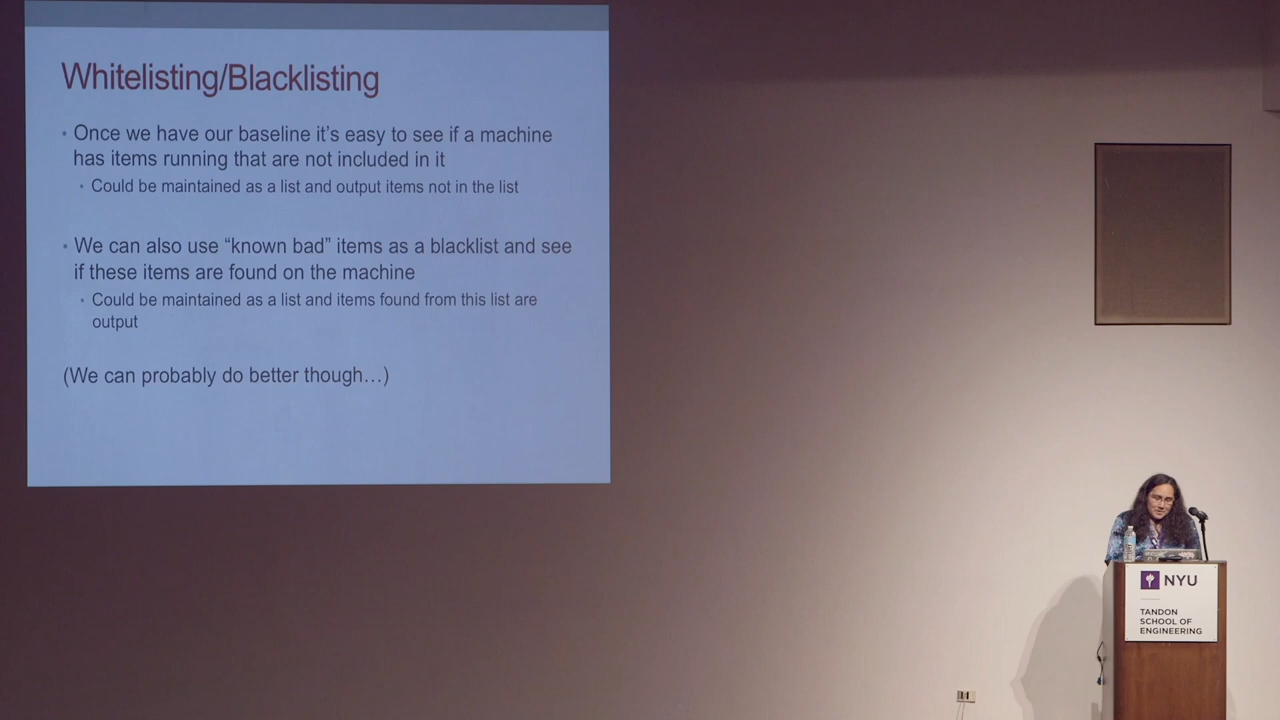 Whitelisting/Blacklisting
• Once we have our baseline it's easy to see if a machine
has items running that are not included in it
• Could be maintained as a list and output items not in the list
• We can also use “known bad” items as a blacklist and see
if these items are found on the machine
• Could be maintained as a list and items found from this list are
output
(We can probably do better though…)
NYU
TANDON
SCHOOL OF
ENGINEERING